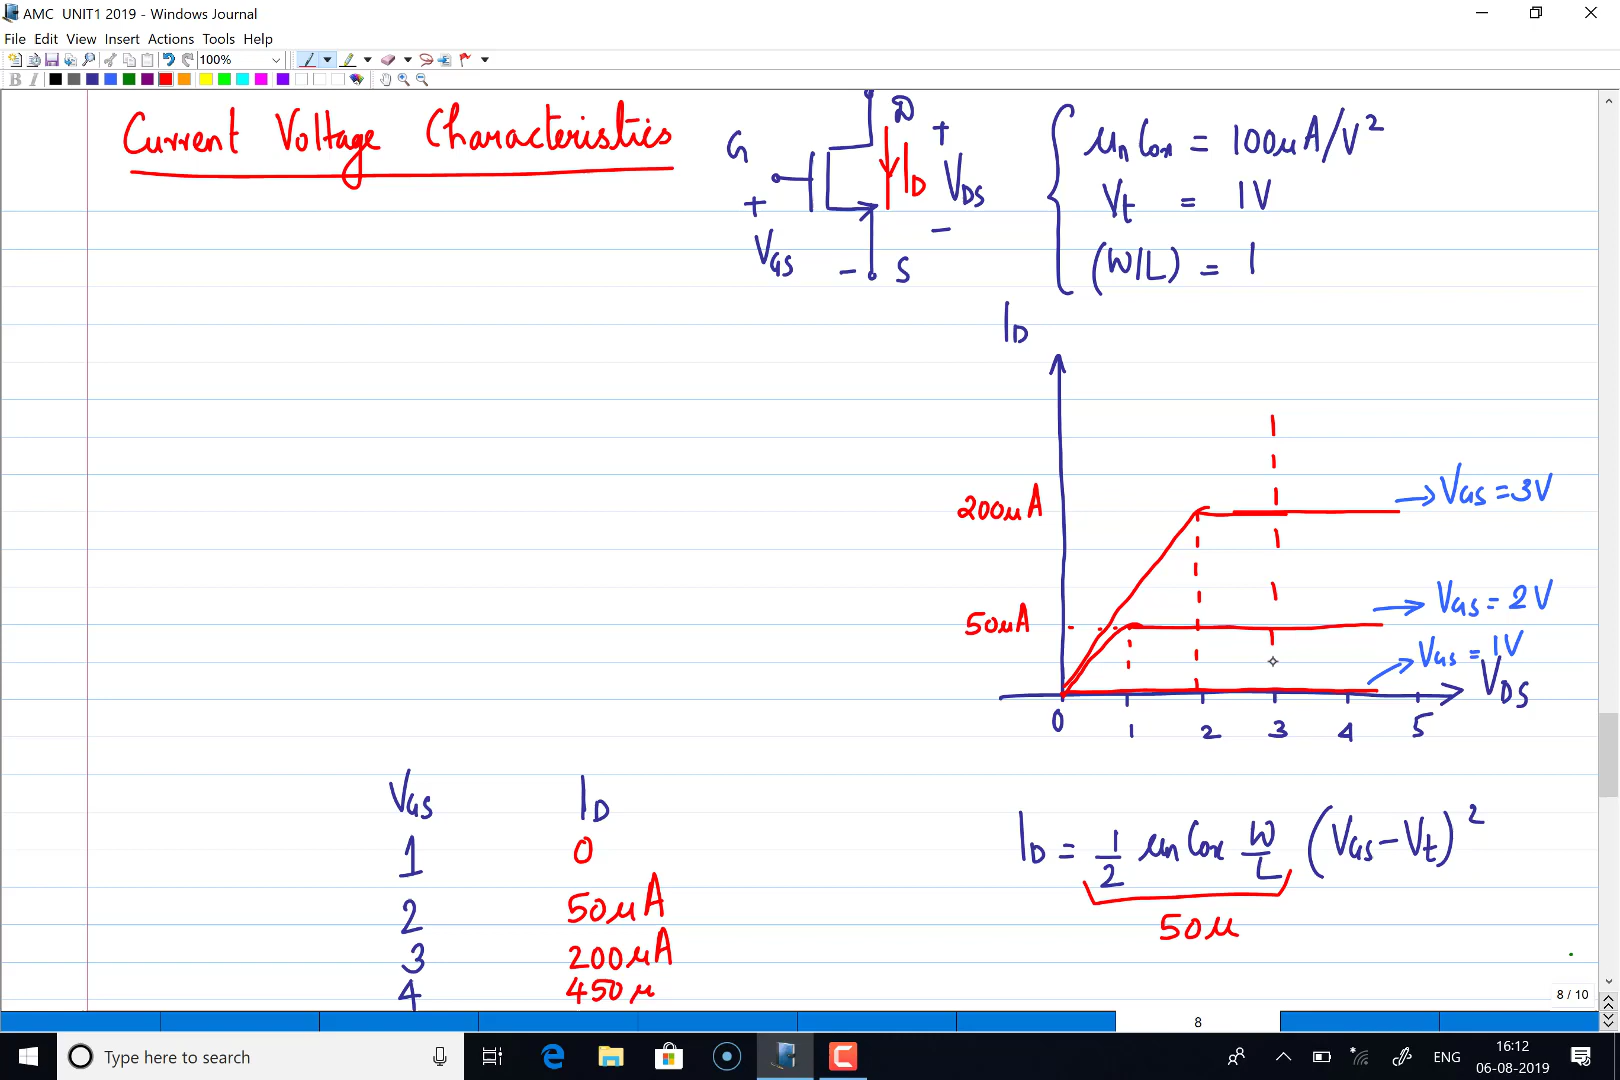 AMC  UNIT1 2019 - Windows Journal
File Edit View Insert Actions Tools Help
100%
B I
Current Voltage Characteristics
G
D
+
ID
VDS
+
VGS
-
-
S
μnCox = 100μA/V²
Vt = 1V
(W/L) = 1
ID
200μA
→VGS=3V
50μA
→VGS=2V
→VGS=1V
VDS
0 1 2 3 4 5
VGS ID
1 0
2 50μA
3 200μA
4 450μ
ID = 1/2 μnCox W/L (VGS-Vt)²
50μ
8 / 10
8
Type here to search
ENG
16:12
06-08-2019